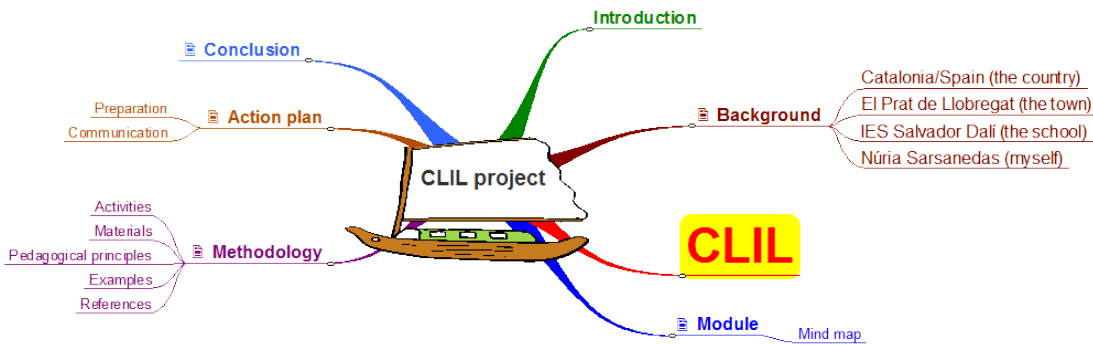 Introduction
Conclusion
Catalonia/Spain (the country)
Preparation
Action plan
Background
El Prat de Llobregat (the town)
Communication
IES Salvador Dalí (the school)
Núria Sarsanedas (myself)
CLIL project
Activities
Materials
Methodology
Pedagogical principles
Examples
References
CLIL
Module
Mind map